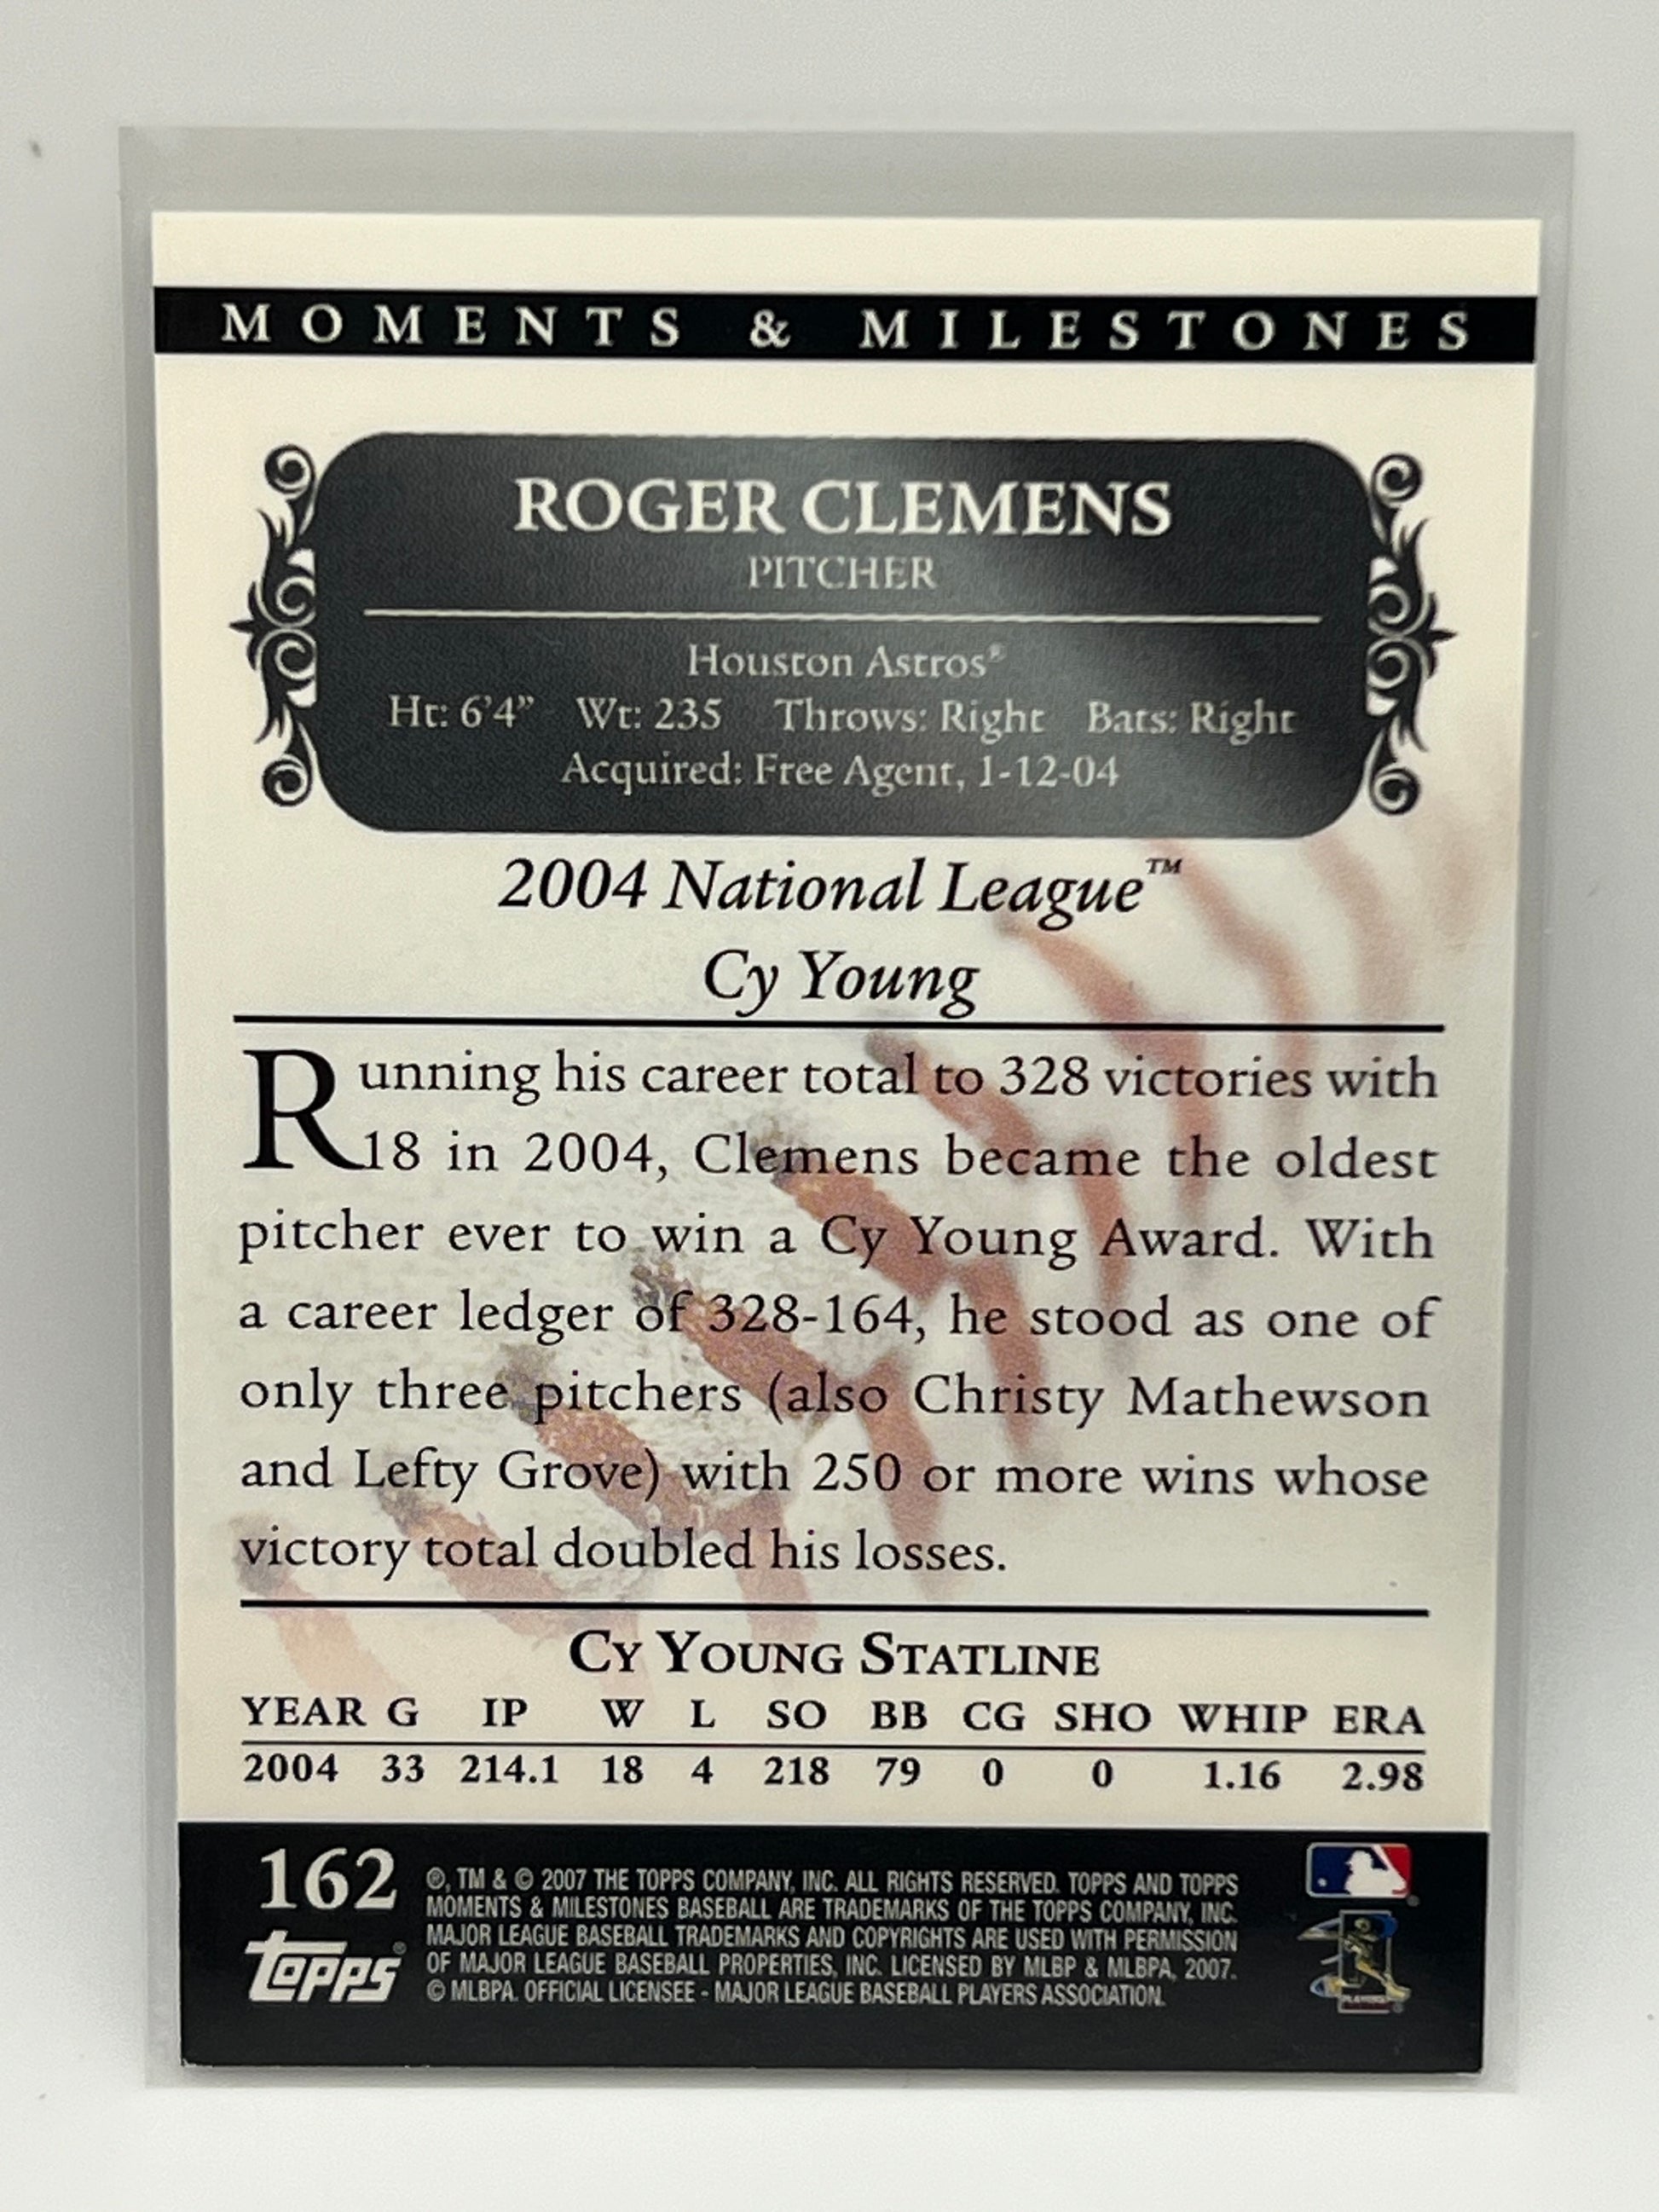 MOMENTS & MILESTONES
ROGER CLEMENS
PITCHER
Houston Astros®
Ht: 6'4” Wt: 235 Throws: Right Bats: Right
Acquired: Free Agent, 1-12-04
2004 National League™
Cy Young
Running his career total to 328 victories with
18 in 2004, Clemens became the oldest
pitcher ever to win a Cy Young Award. With
a career ledger of 328-164, he stood as one of
only three pitchers (also Christy Mathewson
and Lefty Grove) with 250 or more wins whose
victory total doubled his losses.
CY YOUNG STATLINE
YEAR G IP W L SO BB CG SHO WHIP ERA
2004 33 214.1 18 4 218 79 0 0 1.16 2.98
162
Topps®
®, TM & © 2007 THE TOPPS COMPANY, INC. ALL RIGHTS RESERVED. TOPPS AND TOPPS
MOMENTS & MILESTONES BASEBALL ARE TRADEMARKS OF THE TOPPS COMPANY, INC.
MAJOR LEAGUE BASEBALL TRADEMARKS AND COPYRIGHTS ARE USED WITH PERMISSION
OF MAJOR LEAGUE BASEBALL PROPERTIES, INC. LICENSED BY MLBP & MLBPA, 2007.
© MLBPA. OFFICIAL LICENSEE - MAJOR LEAGUE BASEBALL PLAYERS ASSOCIATION.